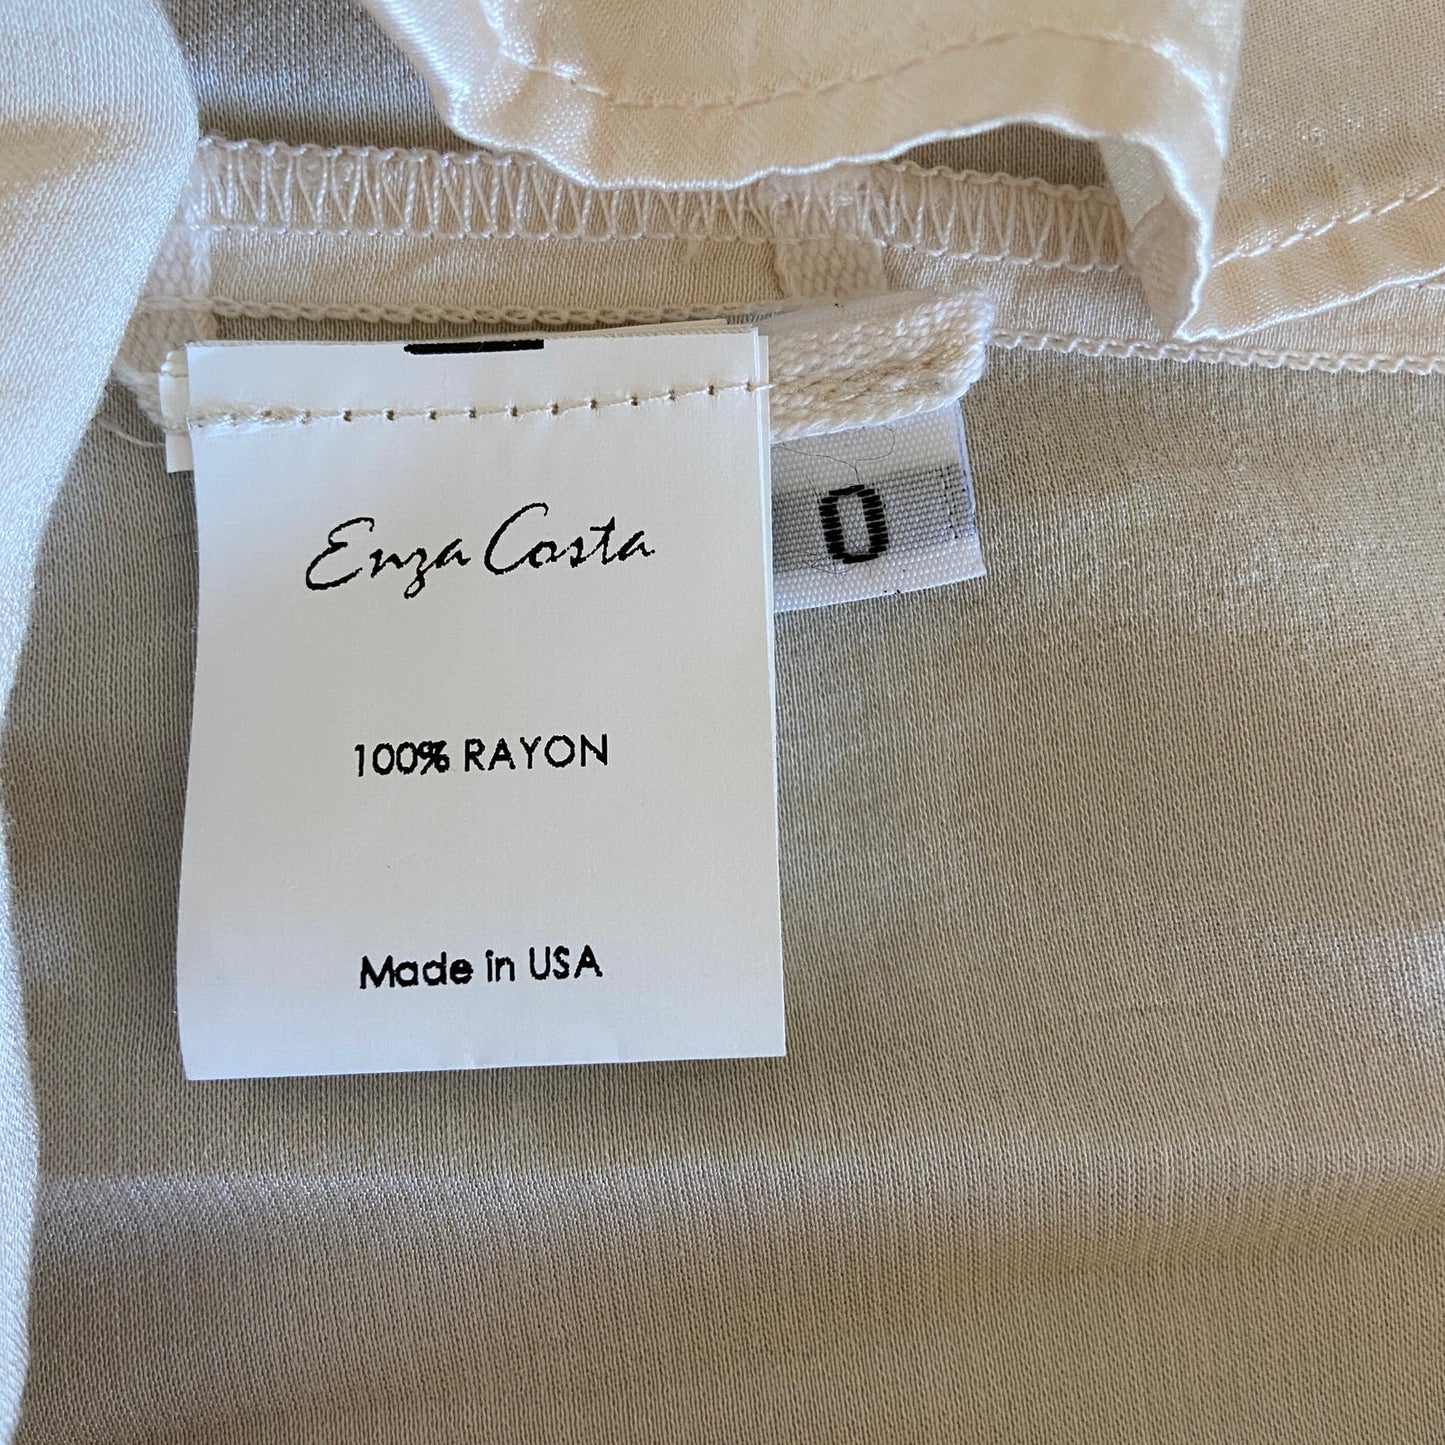 Enza Costa
0
100% RAYON
Made in USA